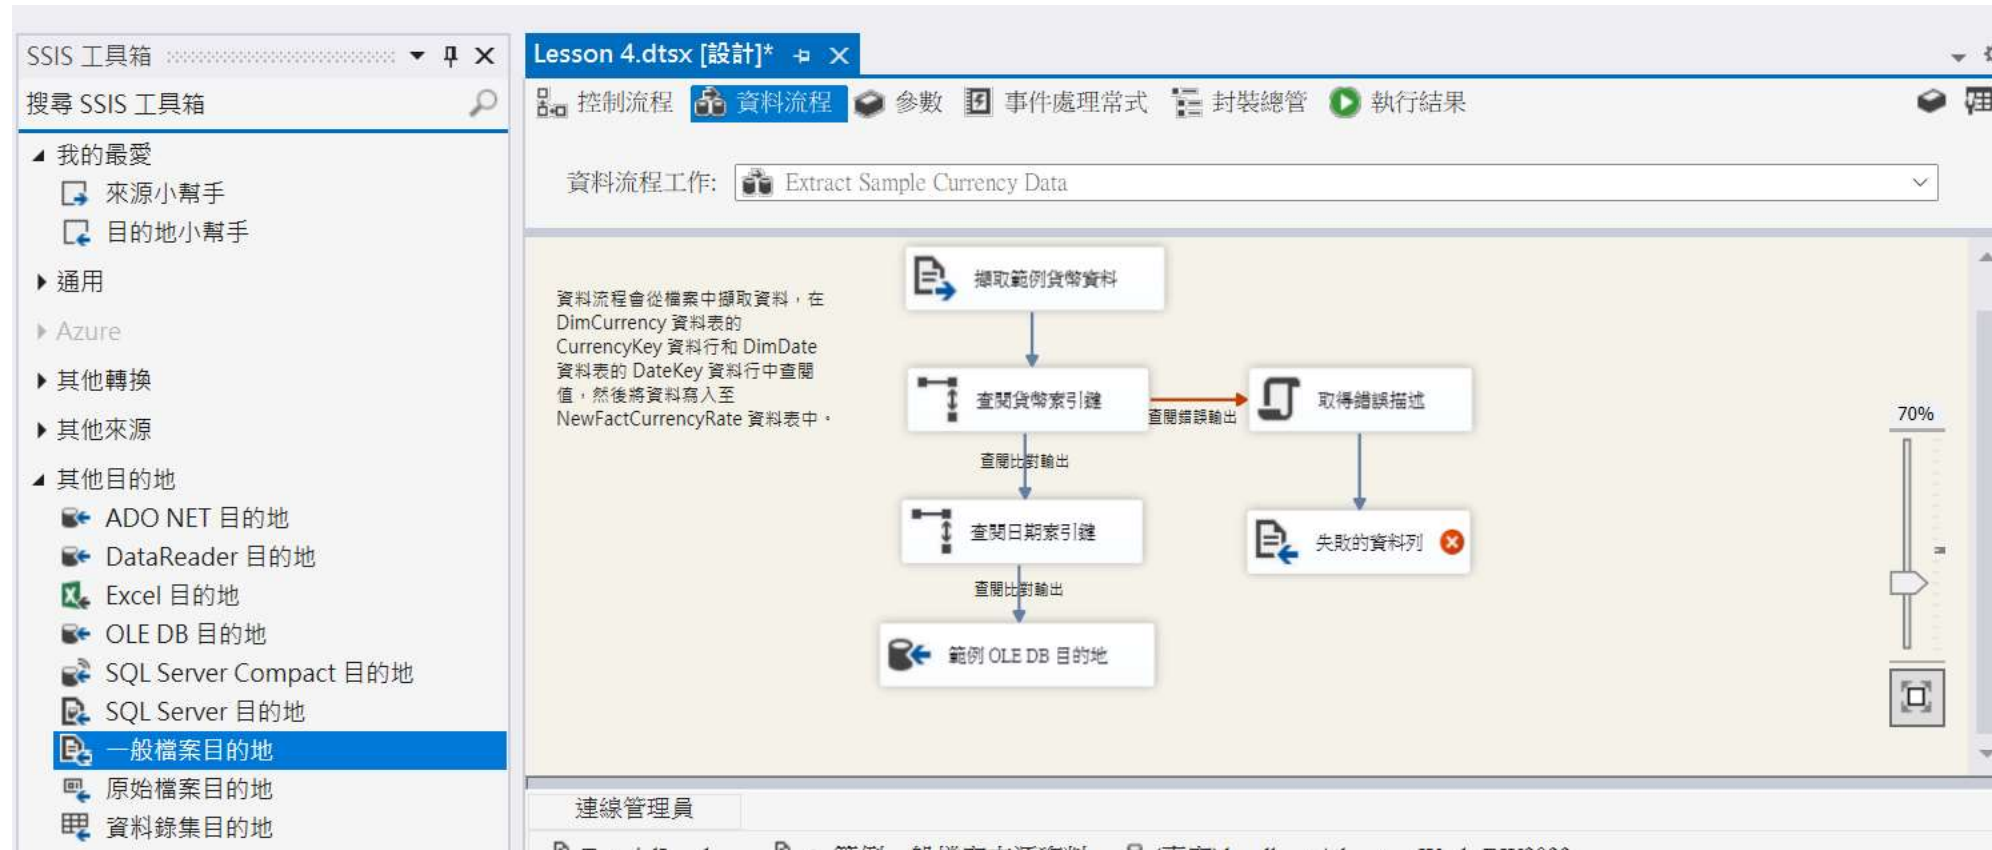 SSIS 工具箱
搜尋 SSIS 工具箱
我的最愛
來源小幫手
目的地小幫手
通用
Azure
其他轉換
其他來源
其他目的地
ADO NET 目的地
DataReader 目的地
Excel 目的地
OLE DB 目的地
SQL Server Compact 目的地
SQL Server 目的地
一般檔案目的地
原始檔案目的地
資料錄集目的地
Lesson 4.dtsx [設計]*
控制流程 資料流程 參數 事件處理常式 封裝總管 執行結果
資料流程工作: Extract Sample Currency Data
資料流程會從檔案中擷取資料，在
DimCurrency 資料表的
CurrencyKey 資料行和 DimDate
資料表的 DateKey 資料行中查閱
值，然後將資料寫入至
NewFactCurrencyRate 資料表中。
擷取範例貨幣資料
查閱貨幣索引鍵
查閱錯誤輸出
取得錯誤描述
查閱比對輸出
查閱日期索引鍵
失敗的資料列
查閱比對輸出
範例 OLE DB 目的地
70%
連線管理員